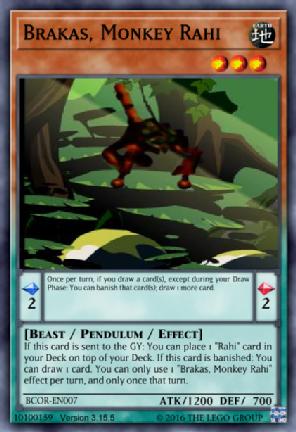 Brakas, Monkey Rahi
EARTH
地
Once per turn, if you draw a card(s), except during your Draw
Phase: You can banish that card(s); draw 1 more card.
2
2
[Beast / Pendulum / Effect]
If this card is sent to the GY: You can place 1 "Rahi" card in
your Deck on top of your Deck. If this card is banished: You
can draw 1 card. You can only use 1 "Brakas, Monkey Rahi"
effect per turn, and only once that turn.
BCOR-EN007
ATK/1200 DEF/ 700
10100159 Version 3.16.5
©2016 THE LEGO GROUP